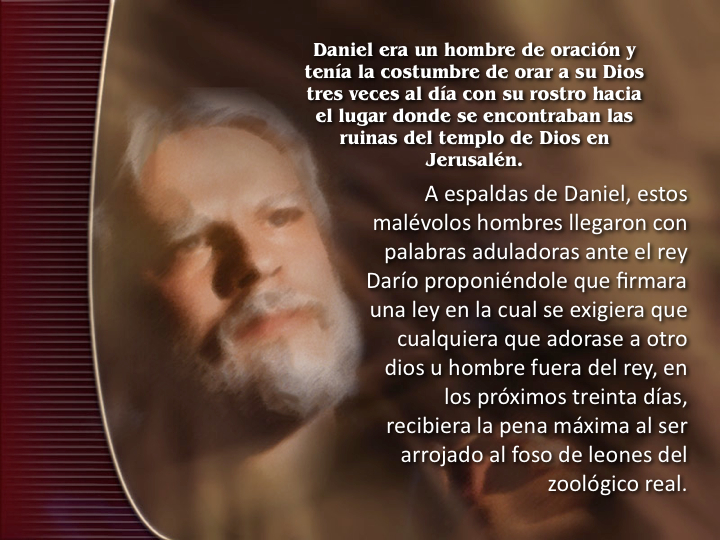 Daniel era un hombre de oración y
tenía la costumbre de orar a su Dios
tres veces al día con su rostro hacia
el lugar donde se encontraban las
ruinas del templo de Dios en
Jerusalén.
A espaldas de Daniel, estos
malévolos hombres llegaron con
palabras aduladoras ante el rey
Darío proponiéndole que firmara
una ley en la cual se exigiera que
cualquiera que adorase a otro
dios u hombre fuera del rey, en
los próximos treinta días,
recibiera la pena máxima al ser
arrojado al foso de leones del
zoológico real.